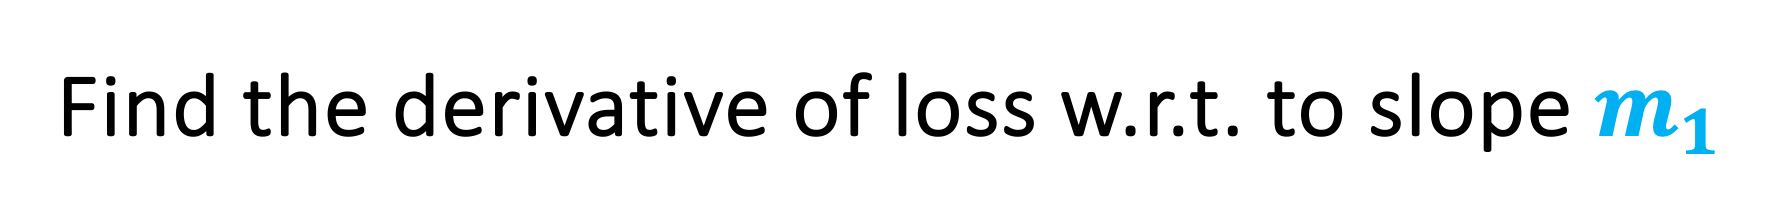 Find the derivative of loss w.r.t. to slope m₁